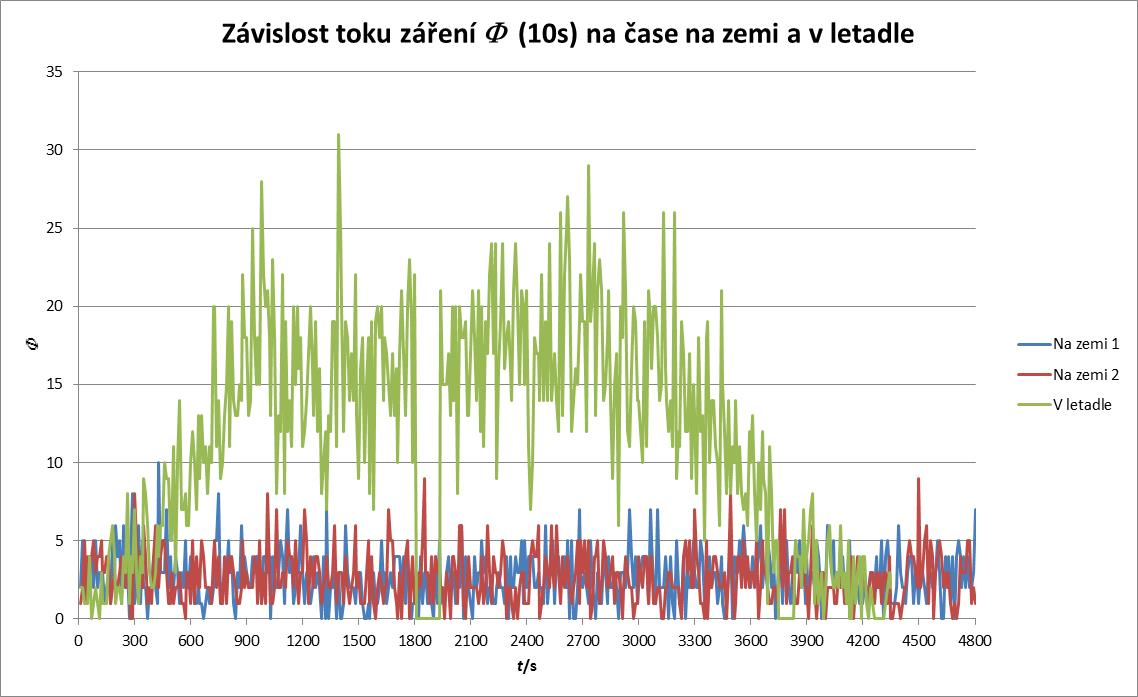 Závislost toku záření Φ (10s) na čase na zemi a v letadle
35
30
25
20
15
10
5
0
Φ
0 300 600 900 1200 1500 1800 2100 2400 2700 3000 3300 3600 3900 4200 4500 4800
t/s
Na zemi 1
Na zemi 2
V letadle